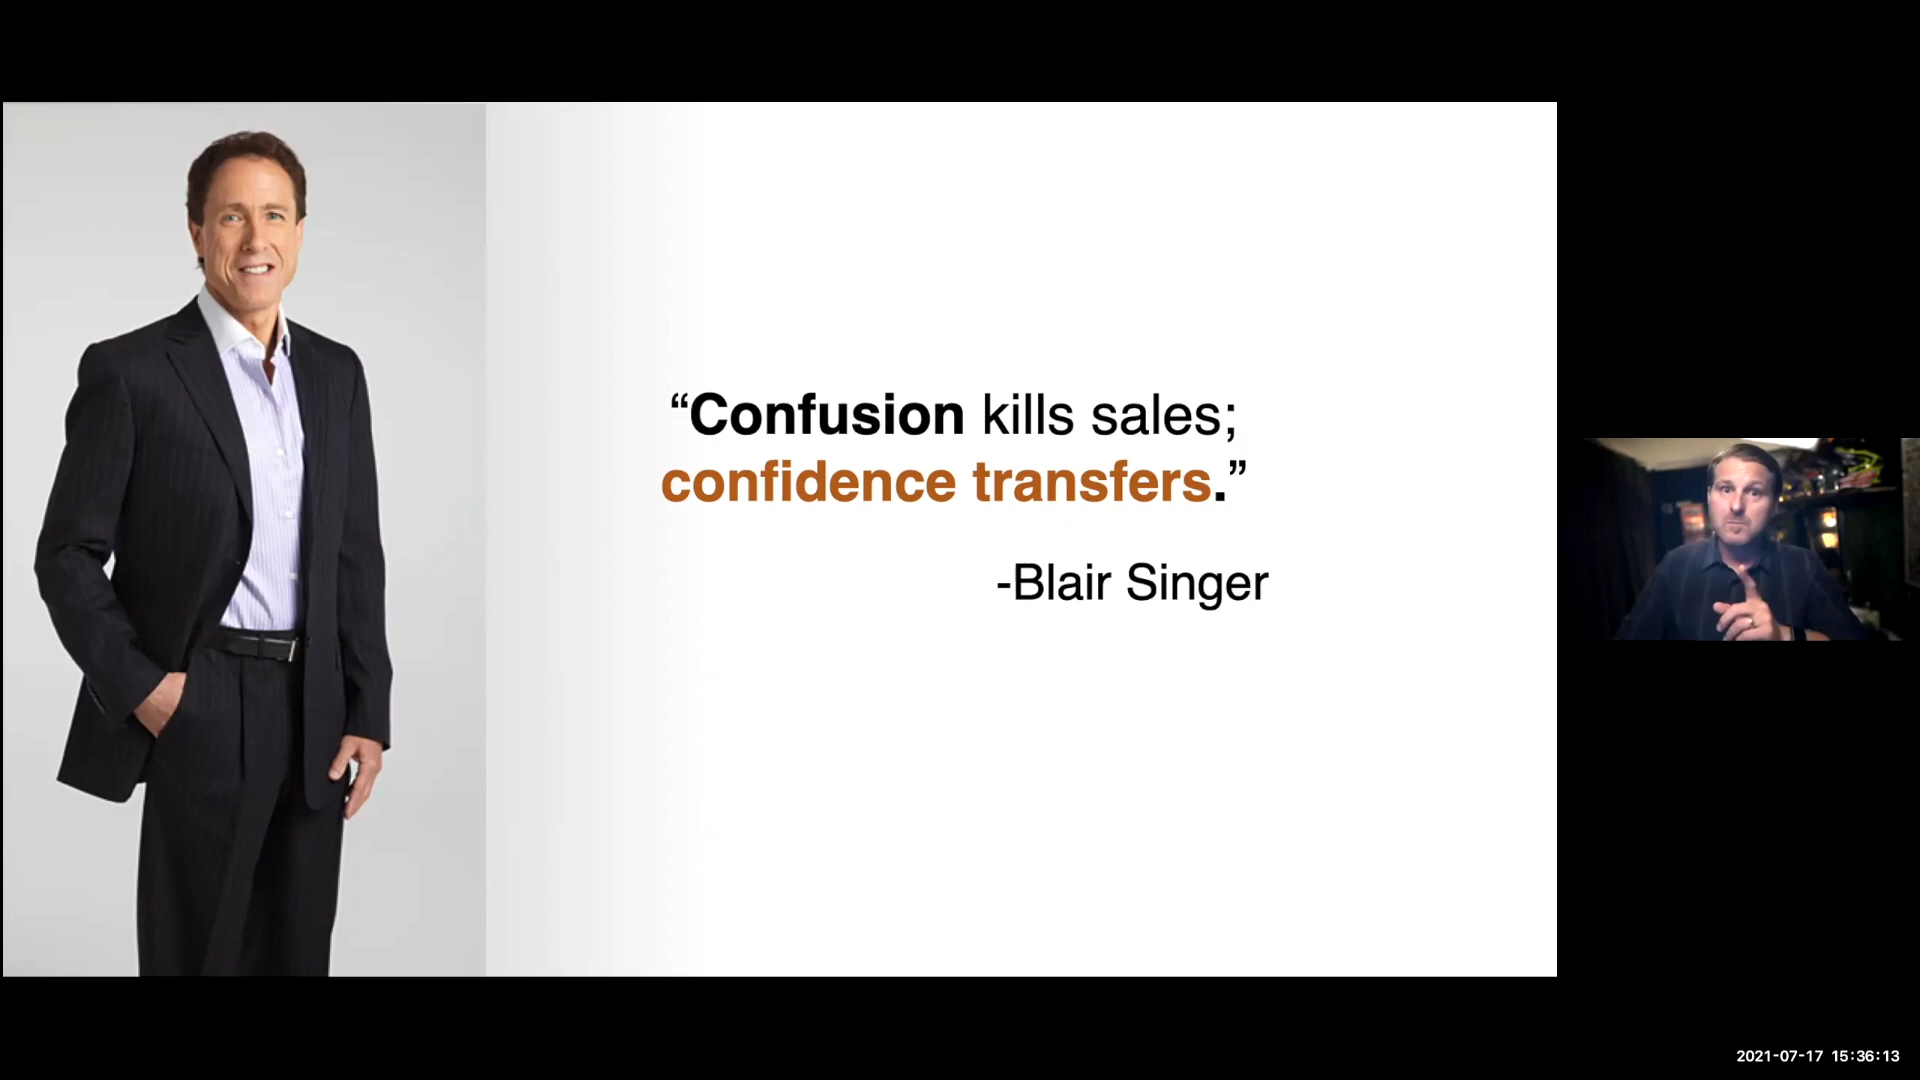 “Confusion kills sales;
confidence transfers.”
-Blair Singer
2021-07-17 15:36:13